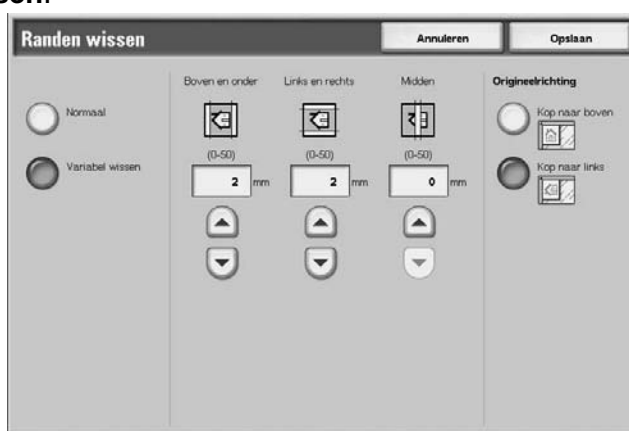 Randen wissen
Annuleren
Opslaan
Normaal
Variabel wissen
Boven en onder
Links en rechts
Midden
(0-50)
(0-50)
(0-50)
2 mm
2 mm
0 mm
Origineelrichting
Kop naar boven
Kop naar links